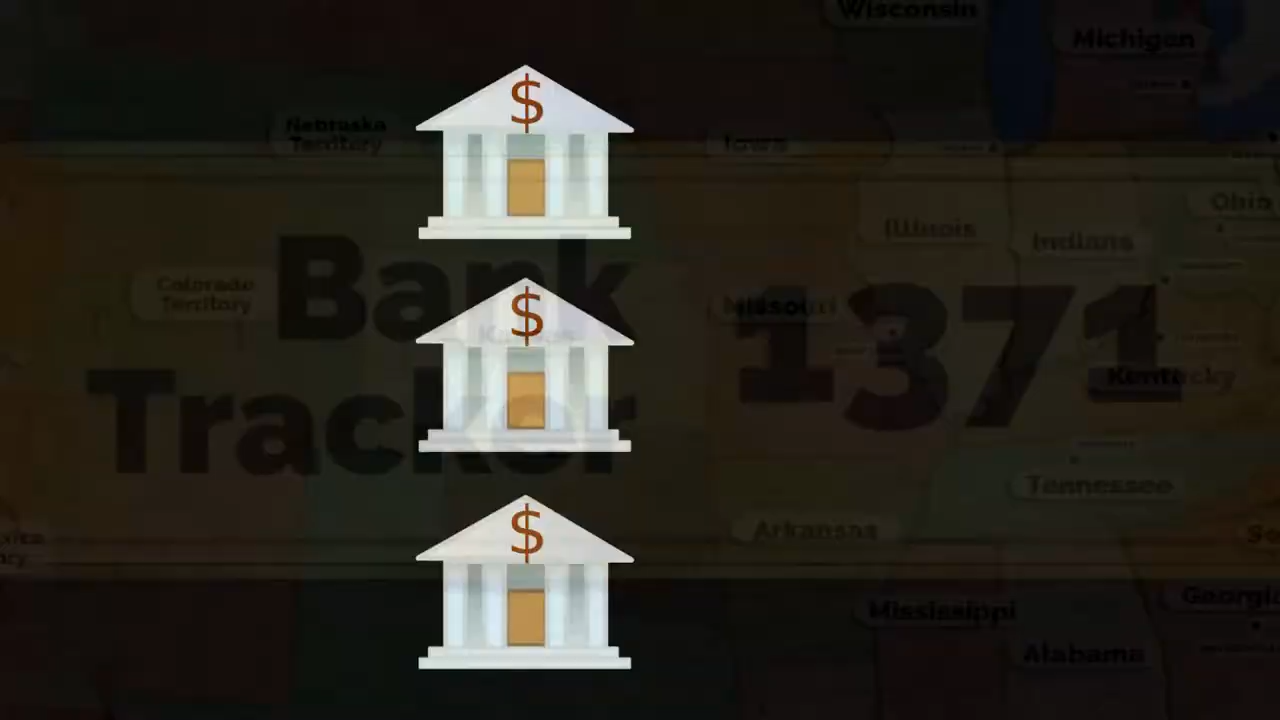 Wisconsin
Michigan
Nebraska
Territory
Iowa
Ohio
Illinois
Indiana
Colorado
Territory
Bank
Tracker
1371
Missouri
Kansas
Kentucky
Tennessee
Arkansas
Mississippi
Georgia
Alabama
$
$
$